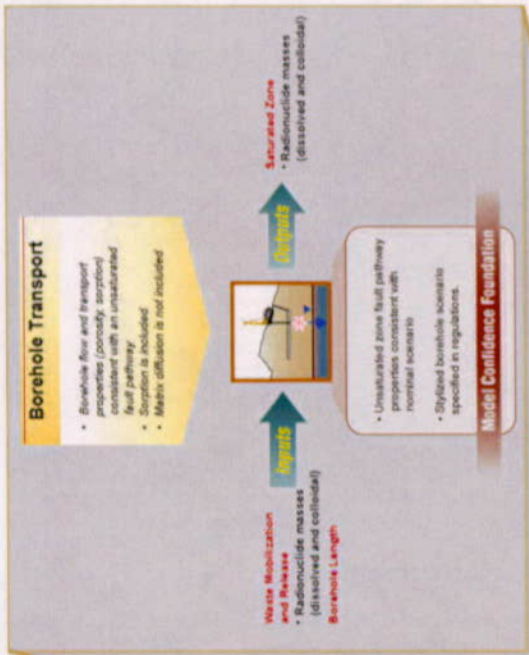 Borehole Transport
• Borehole flow and transport
properties (porosity, sorption)
consistent with an unsaturated
fault pathway
• Sorption is included
• Matrix diffusion is not included
Waste Mobilization
and Release
• Radionuclide masses
(dissolved and colloidal)
Borehole Length
Inputs
Outputs
Saturated Zone
• Radionuclide masses
(dissolved and colloidal)
• Unsaturated zone fault pathway
properties consistent with
nominal scenario
• Stylized borehole scenario
specified in regulations.
Model Confidence Foundation